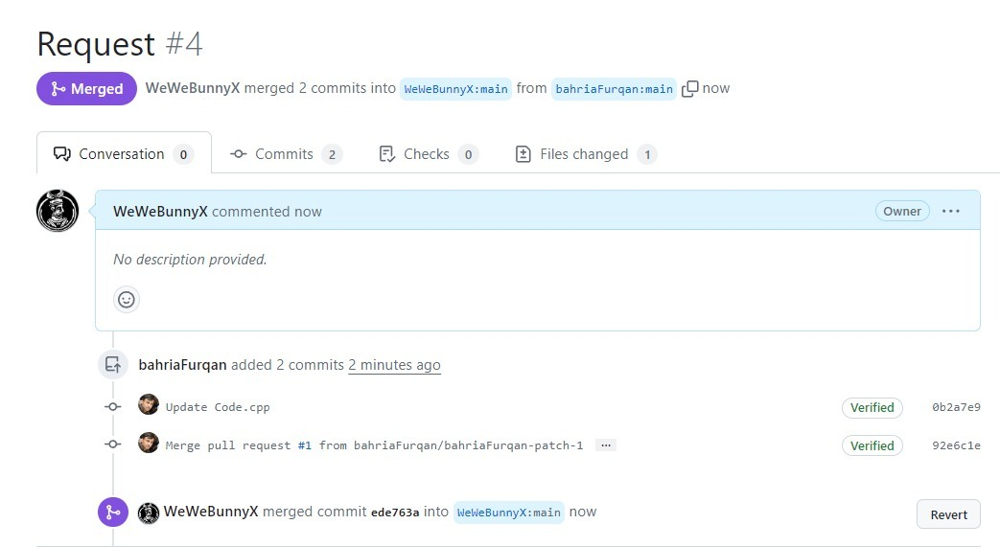 Request #4
Merged WeWeBunnyX merged 2 commits into WeWeBunnyX:main from bahriaFurqan:main now
Conversation 0 Commits 2 Checks 0 Files changed 1
WeWeBunnyX commented now Owner ...
No description provided.
bahriaFurqan added 2 commits 2 minutes ago
Update Code.cpp Verified 0b2a7e9
Merge pull request #1 from bahriaFurqan/bahriaFurqan-patch-1 ... Verified 92e6c1e
WeWeBunnyX merged commit ede763a into WeWeBunnyX:main now Revert